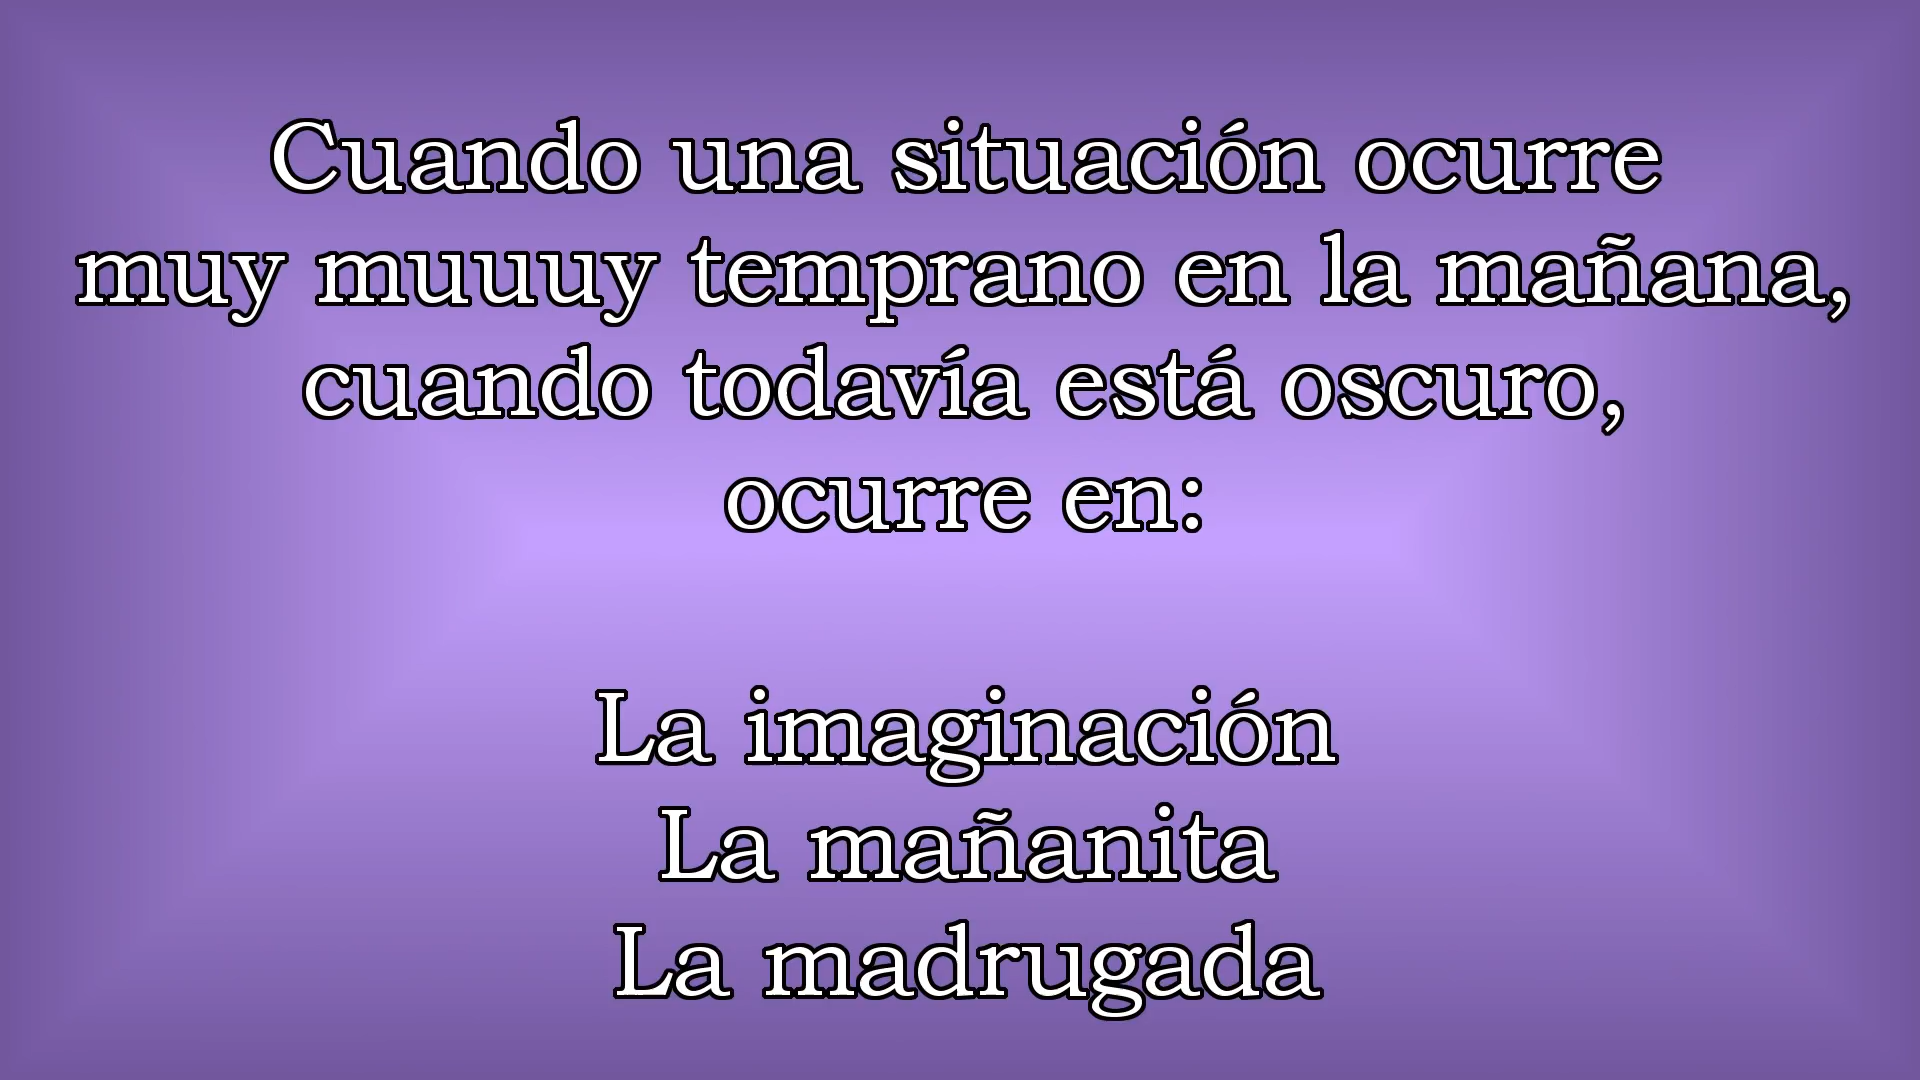 Cuando una situación ocurre
muy muuuy temprano en la mañana,
cuando todavía está oscuro,
ocurre en:
La imaginación
La mañanita
La madrugada